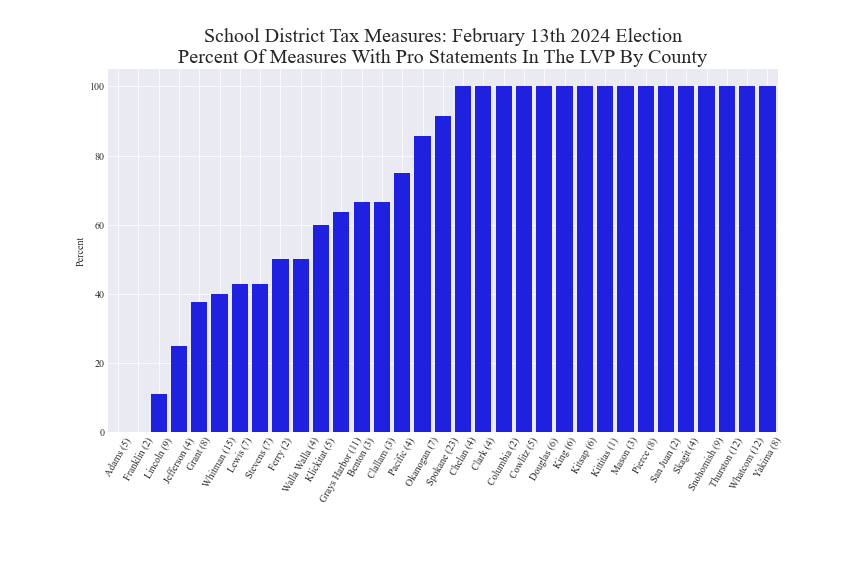 School District Tax Measures: February 13th 2024 Election
Percent Of Measures With Pro Statements In The LVP By County
Percent
100
80
60
40
20
0
Adams (5)
Franklin (2)
Lincoln (9)
Jefferson (4)
Grant (8)
Whitman (15)
Lewis (7)
Stevens (7)
Ferry (2)
Walla Walla (4)
Klickitat (5)
Grays Harbor (11)
Benton (3)
Clallam (3)
Pacific (4)
Okanogan (7)
Spokane (23)
Chelan (4)
Clark (4)
Columbia (2)
Cowlitz (5)
Douglas (6)
King (6)
Kitsap (6)
Kittitas (1)
Mason (3)
Pierce (8)
San Juan (2)
Skagit (4)
Snohomish (9)
Thurston (12)
Whatcom (12)
Yakima (8)